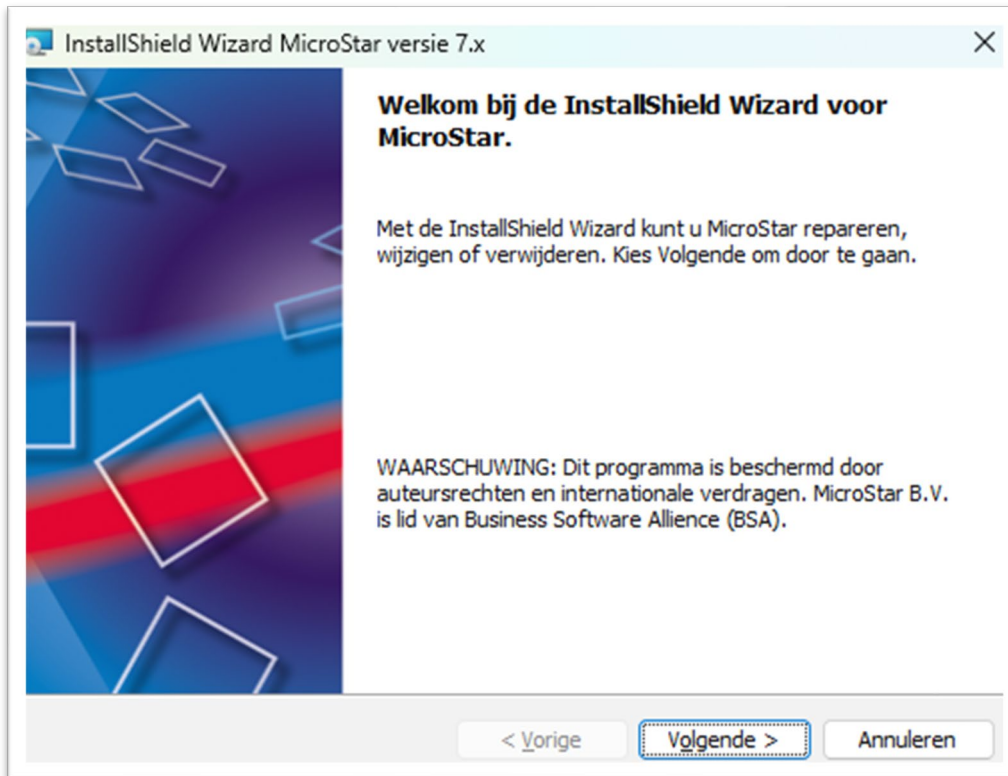 InstallShield Wizard MicroStar versie 7.x
Welkom bij de InstallShield Wizard voor
MicroStar.
Met de InstallShield Wizard kunt u MicroStar repareren,
wijzigen of verwijderen. Kies Volgende om door te gaan.
WAARSCHUWING: Dit programma is beschermd door
auteursrechten en internationale verdragen. MicroStar B.V.
is lid van Business Software Alliance (BSA).
< Vorige Volgende > Annuleren